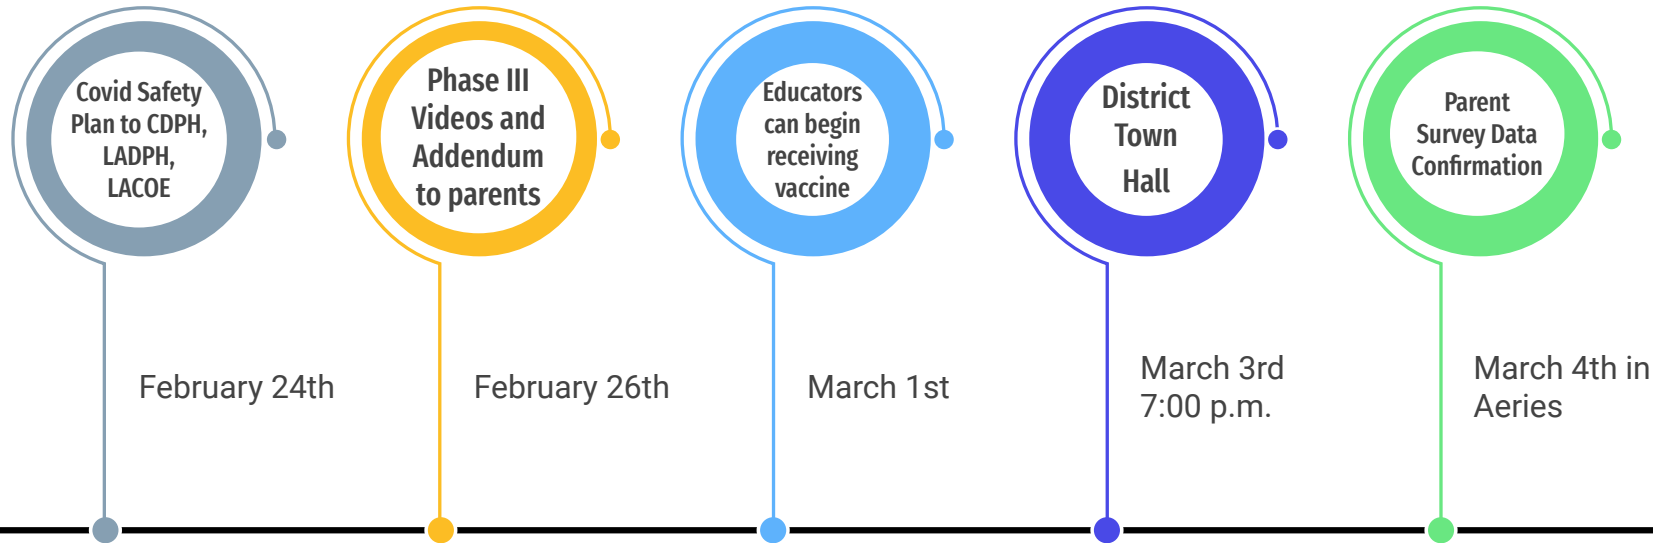 Covid Safety
Plan to CDPH,
LADPH,
LACOE
Phase III
Videos and
Addendum
to parents
Educators
can begin
receiving
vaccine
District
Town
Hall
Parent
Survey Data
Confirmation
February 24th
February 26th
March 1st
March 3rd
7:00 p.m.
March 4th in
Aeries